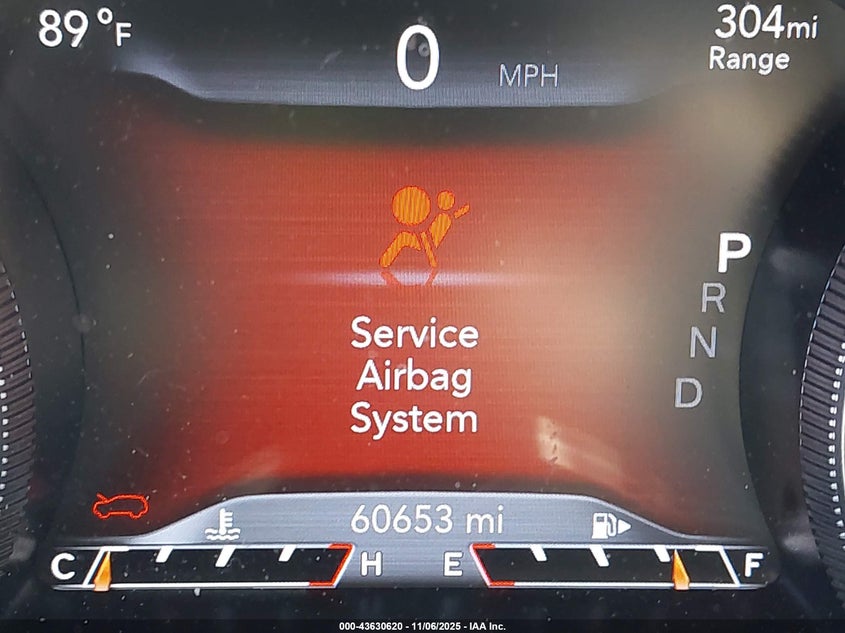 89°F
0 MPH
304mi
Range
P
R
N
D
Service
Airbag
System
60653 mi
C H E F
000-43630620 - 11/06/2025 - IAA Inc.